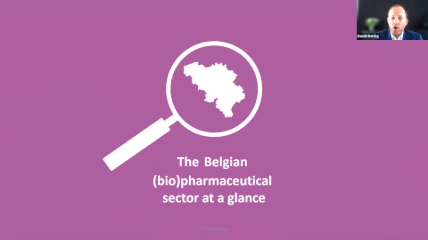 The Belgian
(bio)pharmaceutical
sector at a glance